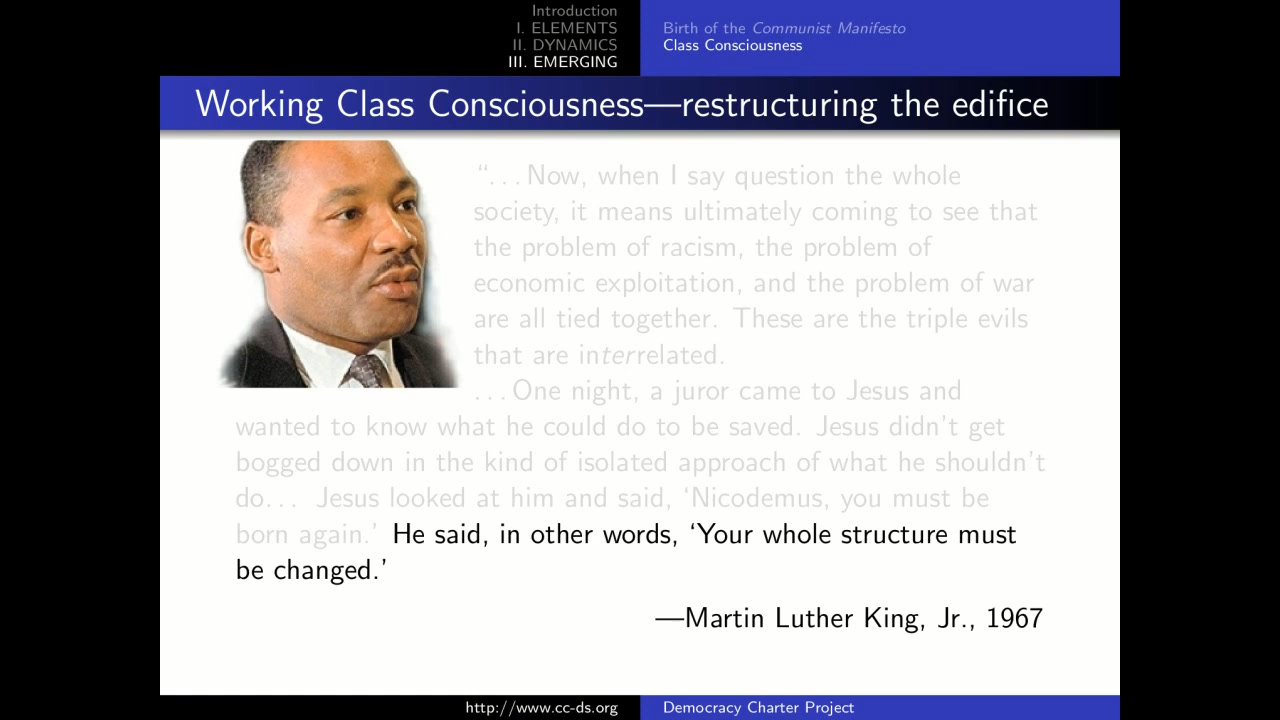 Introduction
I. ELEMENTS
II. DYNAMICS
III. EMERGING
Birth of the Communist Manifesto
Class Consciousness
Working Class Consciousness—restructuring the edifice
“. . . Now, when I say question the whole
society, it means ultimately coming to see that
the problem of racism, the problem of
economic exploitation, and the problem of war
are all tied together. These are the triple evils
that are interrelated.
. . . One night, a juror came to Jesus and
wanted to know what he could do to be saved. Jesus didn’t get
bogged down in the kind of isolated approach of what he shouldn’t
do. . . Jesus looked at him and said, ‘Nicodemus, you must be
born again.’ He said, in other words, ‘Your whole structure must
be changed.’
—Martin Luther King, Jr., 1967
http://www.cc-ds.org
Democracy Charter Project